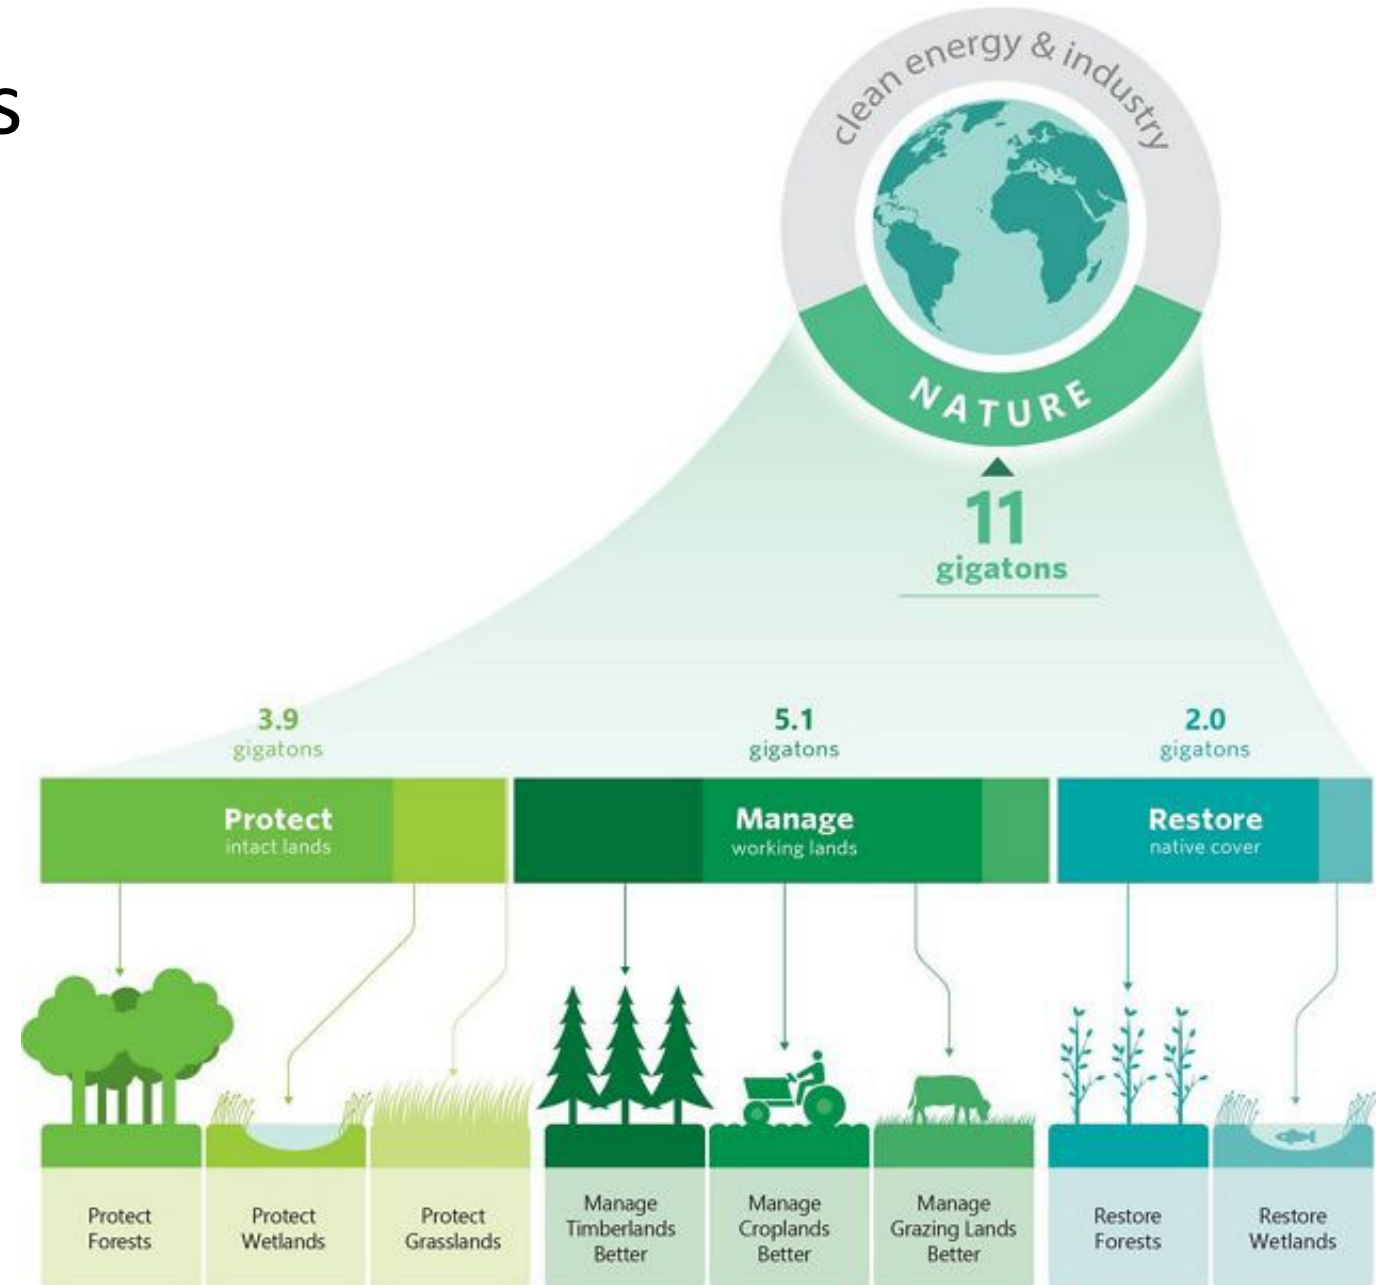 s
clean energy & industry
NATURE
11
gigatons
3.9
gigatons
5.1
gigatons
2.0
gigatons
Protect
intact lands
Manage
working lands
Restore
native cover
Protect
Forests
Protect
Wetlands
Protect
Grasslands
Manage
Timberlands
Better
Manage
Croplands
Better
Manage
Grazing Lands
Better
Restore
Forests
Restore
Wetlands